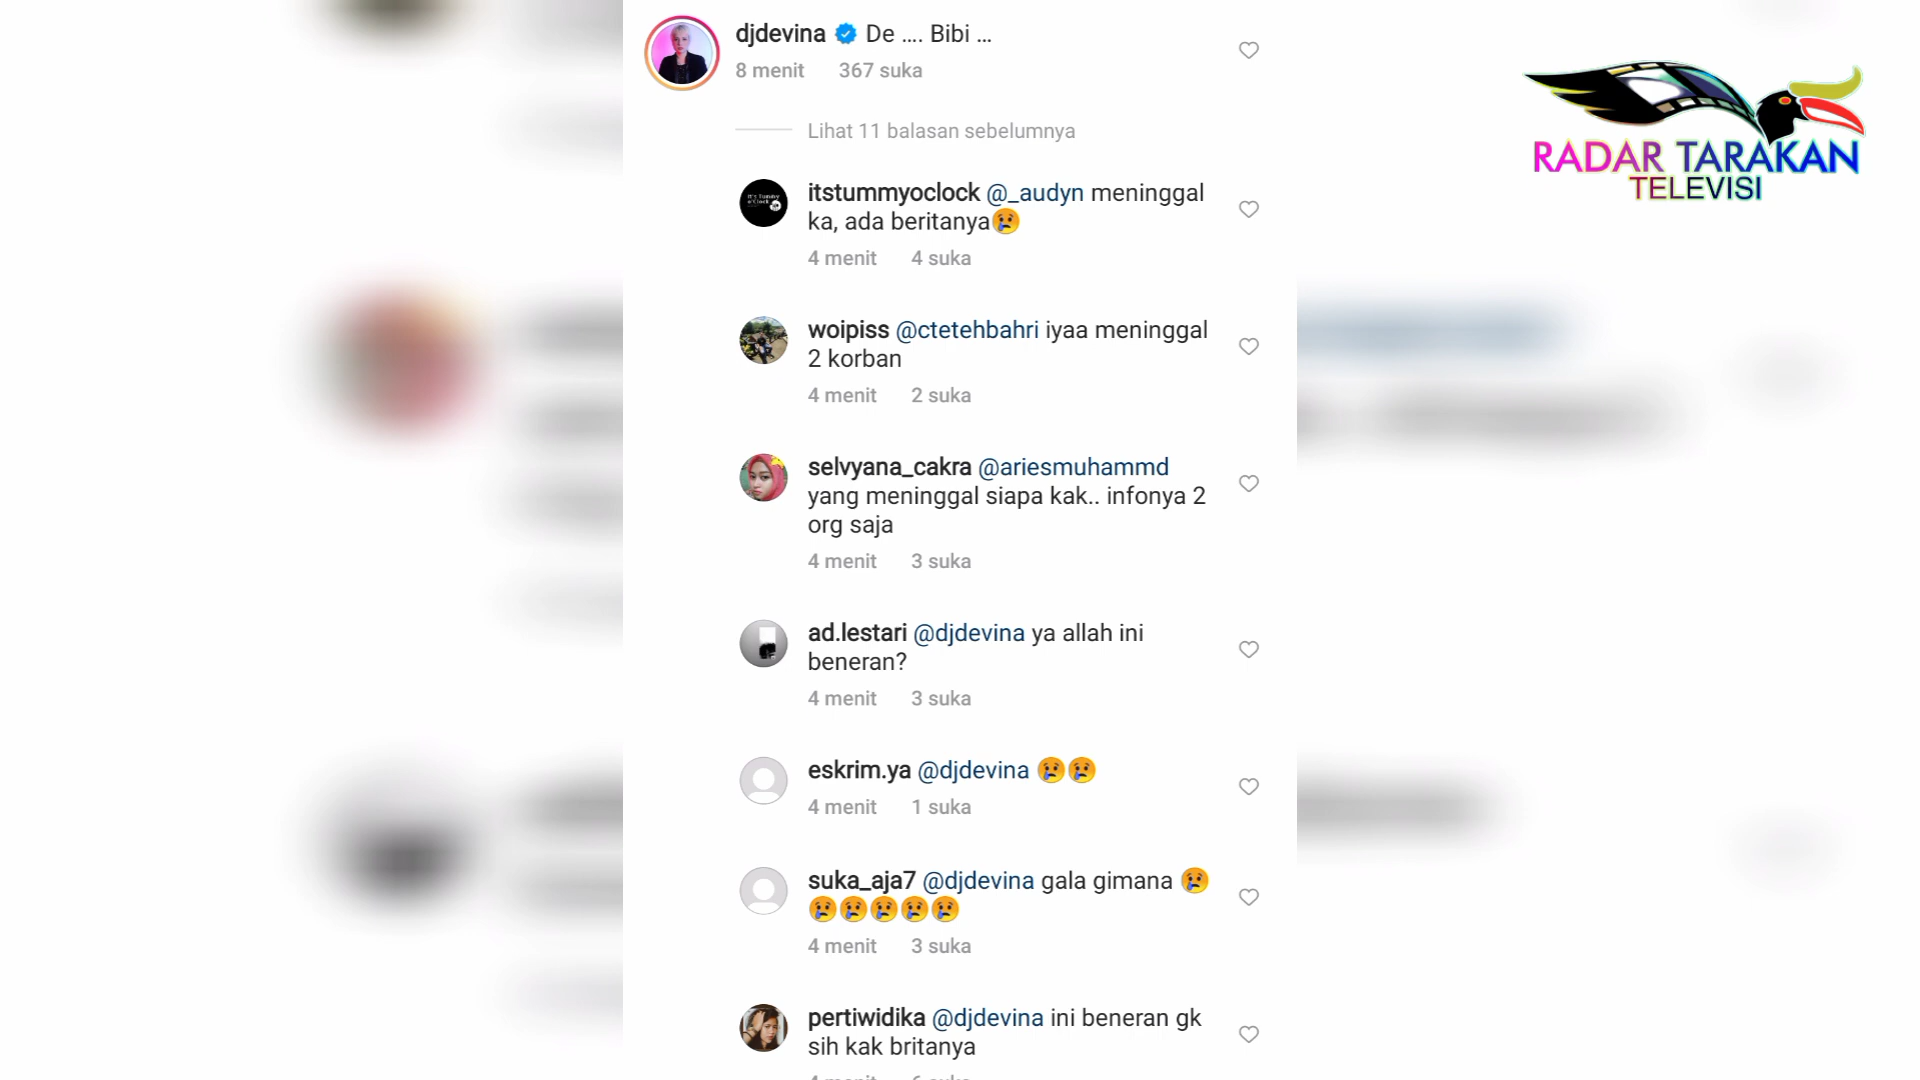 djdevina De .... Bibi ...
8 menit 367 suka
Lihat 11 balasan sebelumnya
itstummyoclock @_audyn meninggal
ka, ada beritanya😢
4 menit 4 suka
woipiss @ctetehbahri iyaa meninggal
2 korban
4 menit 2 suka
selvyana_cakra @ariesmuhammd
yang meninggal siapa kak.. infonya 2
org saja
4 menit 3 suka
ad.lestari @djdevina ya allah ini
beneran?
4 menit 3 suka
eskrim.ya @djdevina 😢😢
4 menit 1 suka
suka_aja7 @djdevina gala gimana 😢
😢😢😢😢😢
4 menit 3 suka
pertiwidika @djdevina ini beneran gk
sih kak britanya
4 menit 6 suka
RADAR TARAKAN
TELEVISI